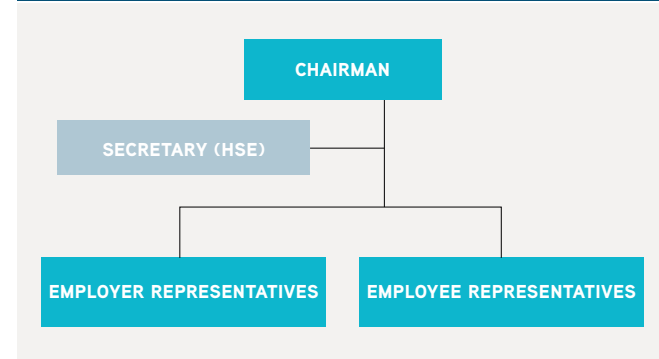 CHAIRMAN
SECRETARY (HSE)
EMPLOYER REPRESENTATIVES
EMPLOYEE REPRESENTATIVES